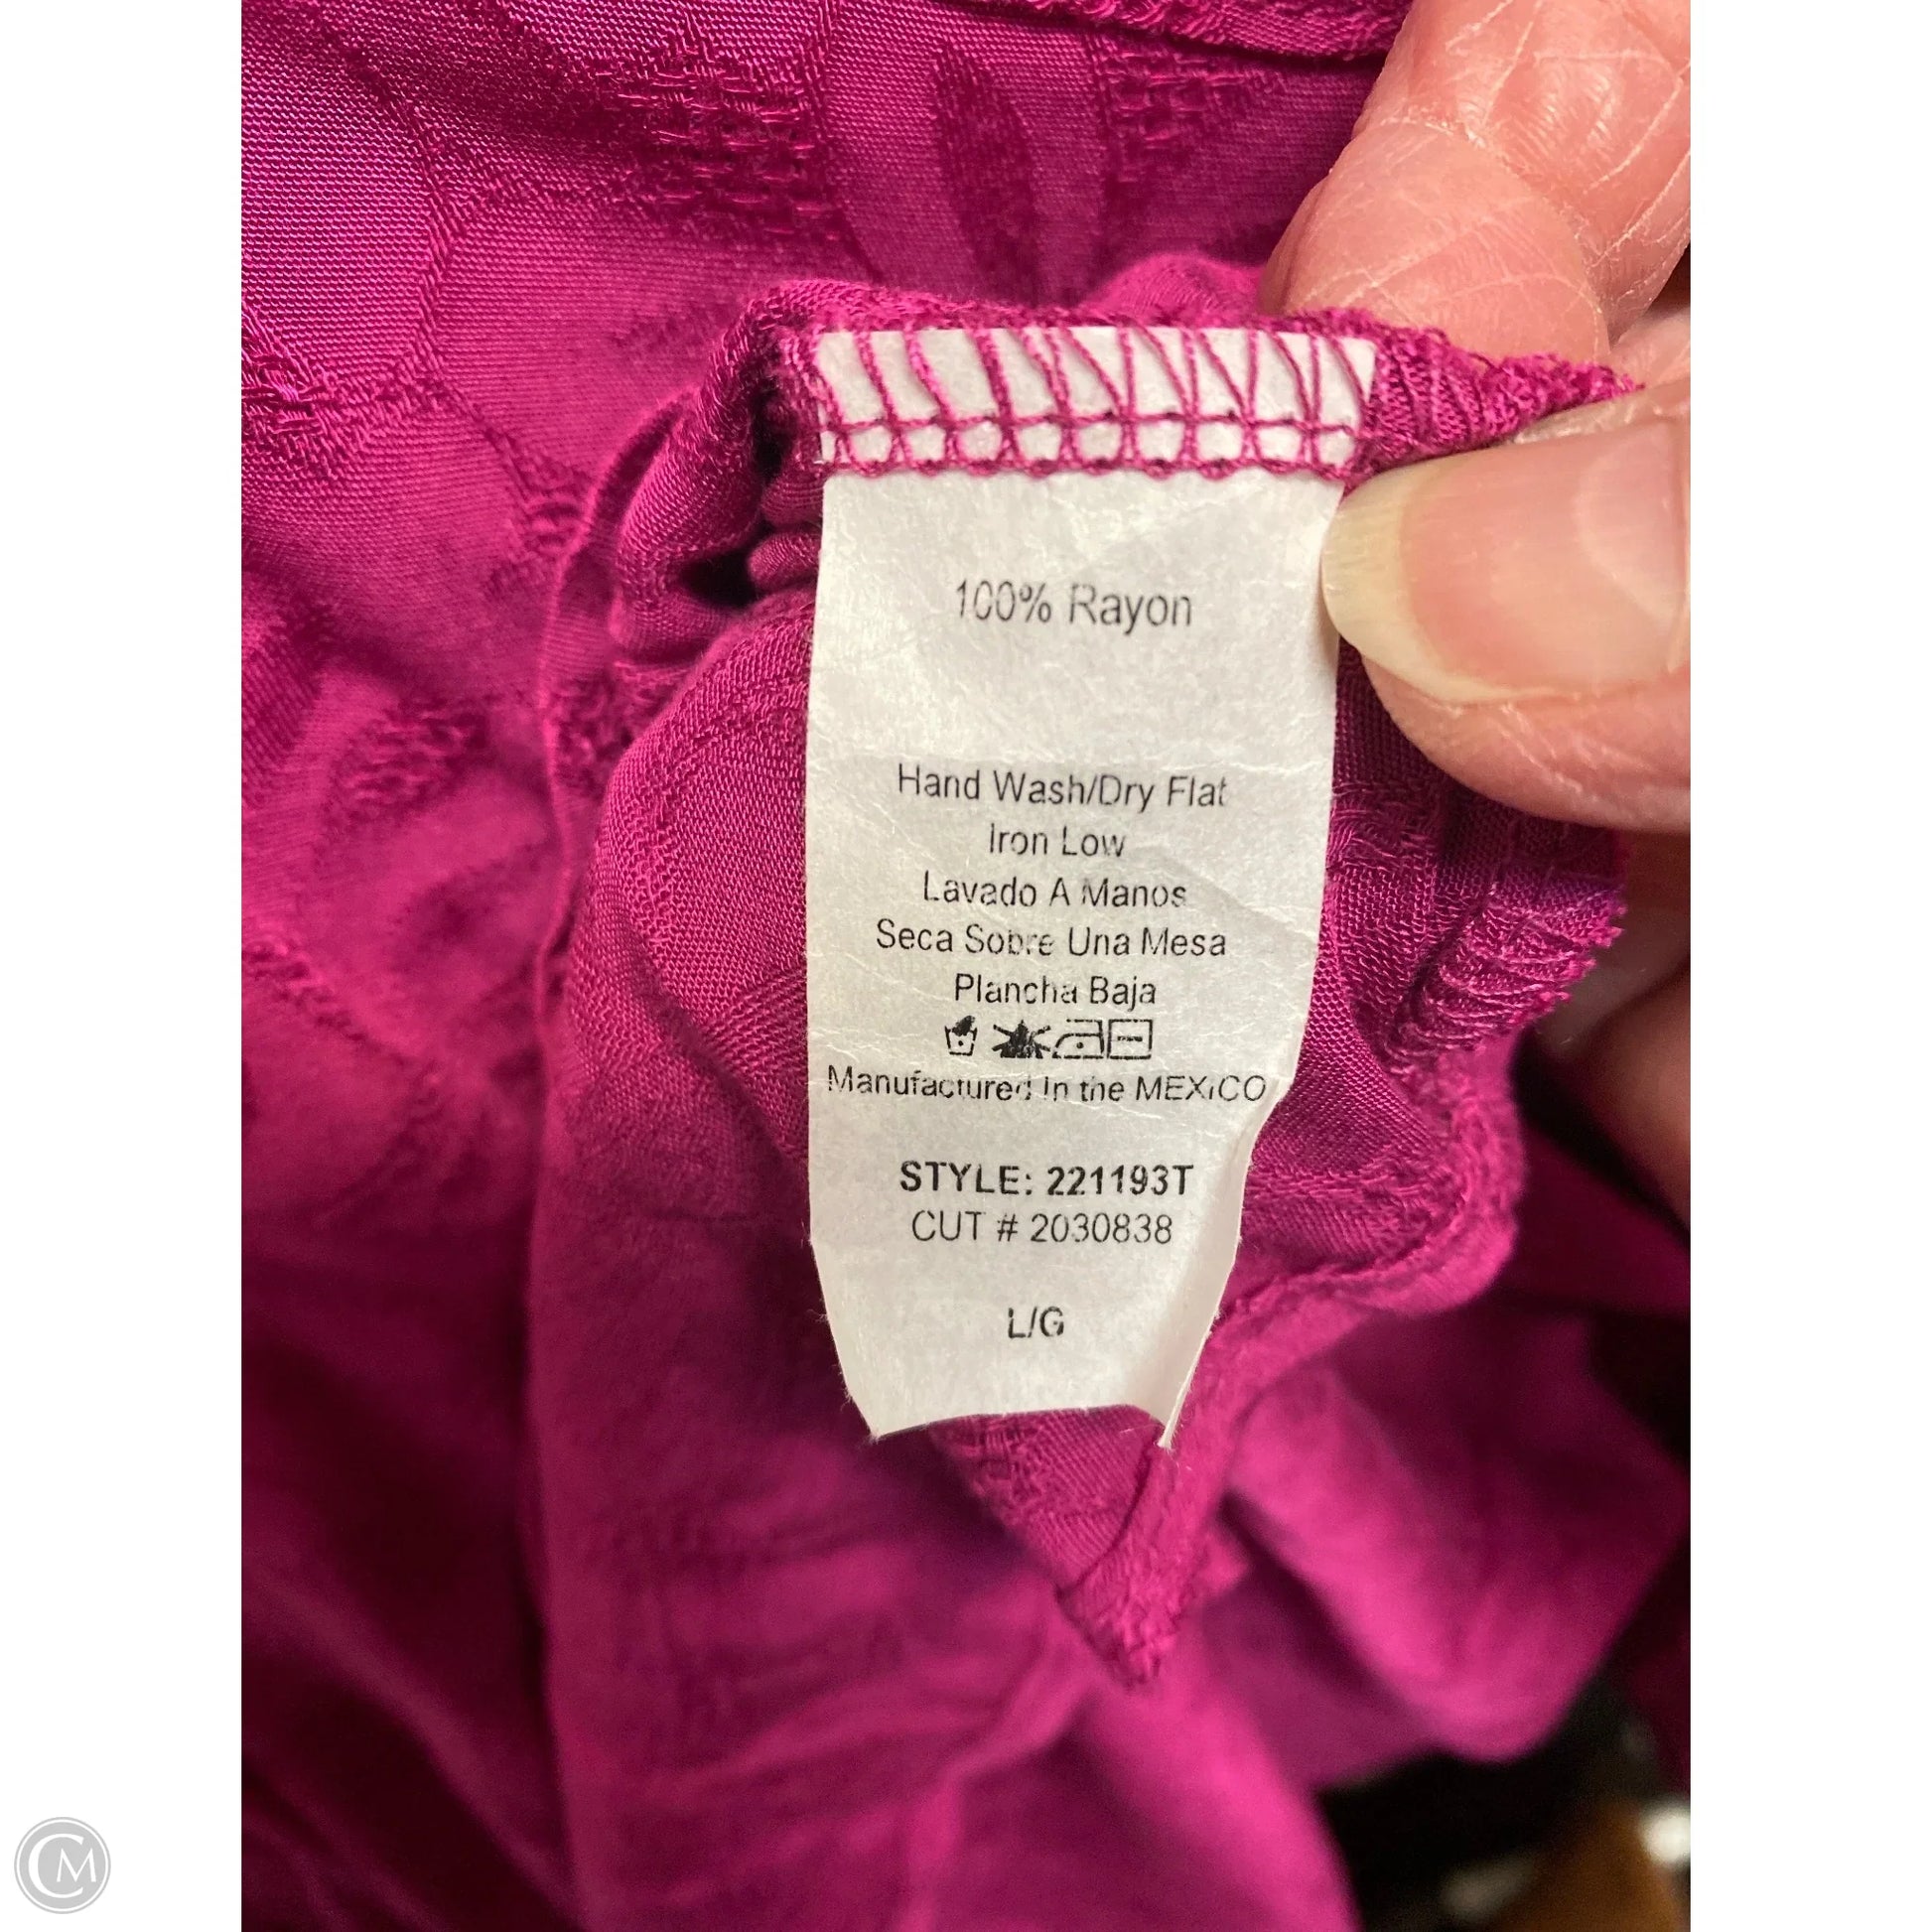 100% Rayon
Hand Wash/Dry Flat
Iron Low
Lavado A Manos
Seca Sobre Una Mesa
Plancha Baja
Manufactured In the MEXICO
STYLE: 221193T
CUT # 2030838
L/G
CM